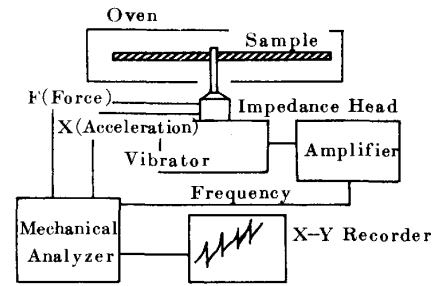 Oven
Sample
F(Force)
Impedance Head
X(Acceleration)
Vibrator
Amplifier
Frequency
Mechanical
Analyzer
X-Y Recorder